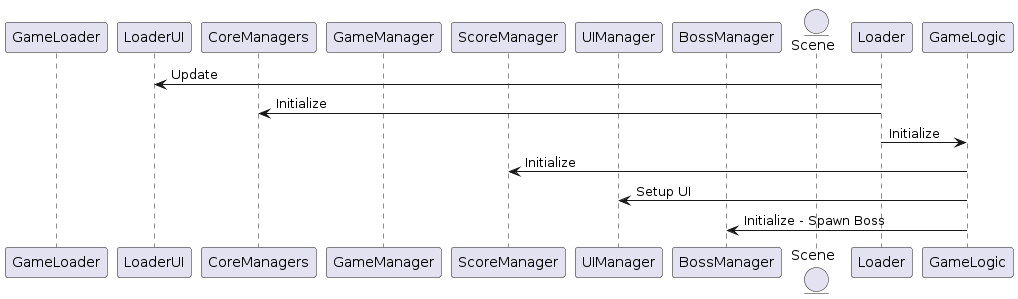 GameLoader LoaderUI CoreManagers GameManager ScoreManager UIManager BossManager Scene Loader GameLogic
Update
Initialize
Initialize
Initialize
Setup UI
Initialize - Spawn Boss
GameLoader LoaderUI CoreManagers GameManager ScoreManager UIManager BossManager Scene Loader GameLogic